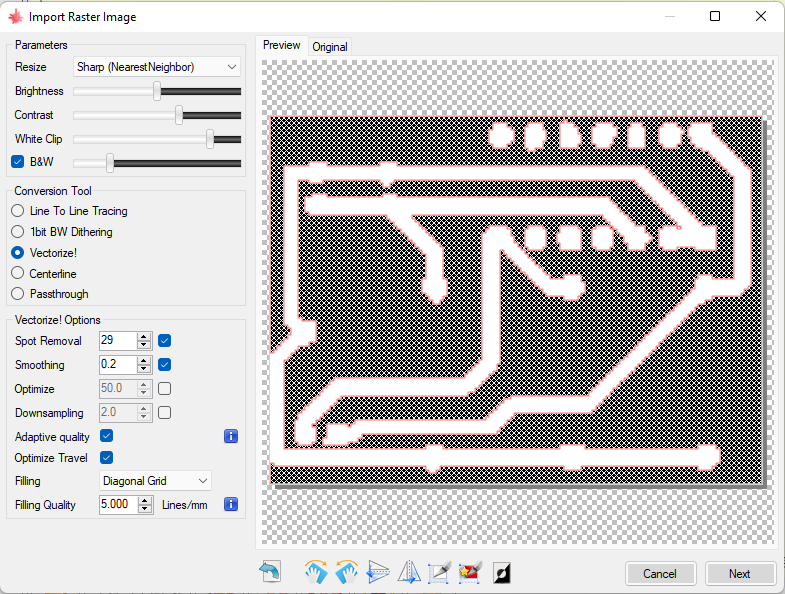 Import Raster Image
Parameters
Resize Sharp (NearestNeighbor)
Brightness
Contrast
White Clip
B&W
Conversion Tool
Line To Line Tracing
1bit BW Dithering
Vectorize!
Centerline
Passthrough
Vectorize! Options
Spot Removal 29
Smoothing 0.2
Optimize 50.0
Downsampling 2.0
Adaptive quality
Optimize Travel
Filling Diagonal Grid
Filling Quality 5.000 Lines/mm
Preview Original
Cancel Next